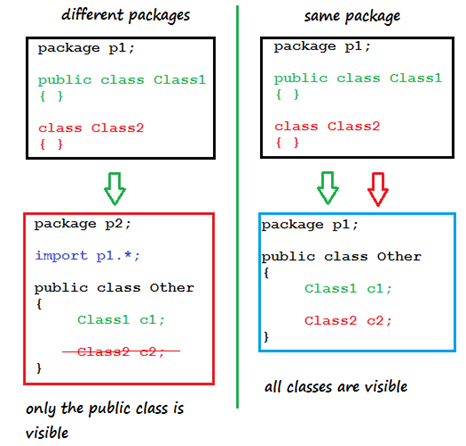 different packages
package p1;
public class Class1
{ }
class Class2
{ }
package p2;
import p1.*;
public class Other
{
Class1 c1;
Class2 c2;
}
only the public class is
visible
same package
package p1;
public class Class1
{ }
class Class2
{ }
package p1;
public class Other
{
Class1 c1;
Class2 c2;
}
all classes are visible